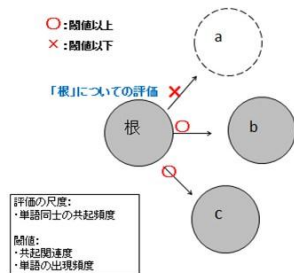 ○:閾値以上
×:閾値以下
a
「根」についての評価 ×
根
○
b
○
c
評価の尺度:
・単語同士の共起頻度
閾値:
・共起関連度
・単語の出現頻度